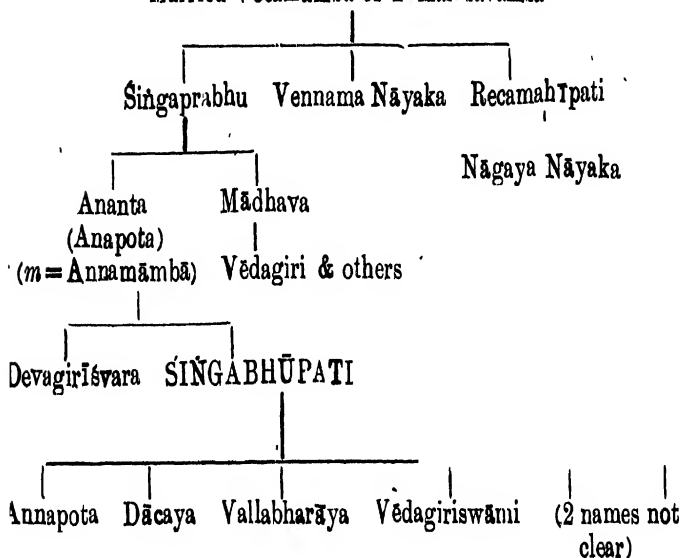 Śiṅgaprabhu Vennama Nāyaka Recamahīpati
Nāgaya Nāyaka
Ananta Mādhava
(Anapota)
(m=Annamāmbā) Vēdagiri & others
Devagirīśvara SIṄGABHŪPATI
Annapota Dācaya Vallabharāya Vēdagiriswāmi (2 names not
clear)